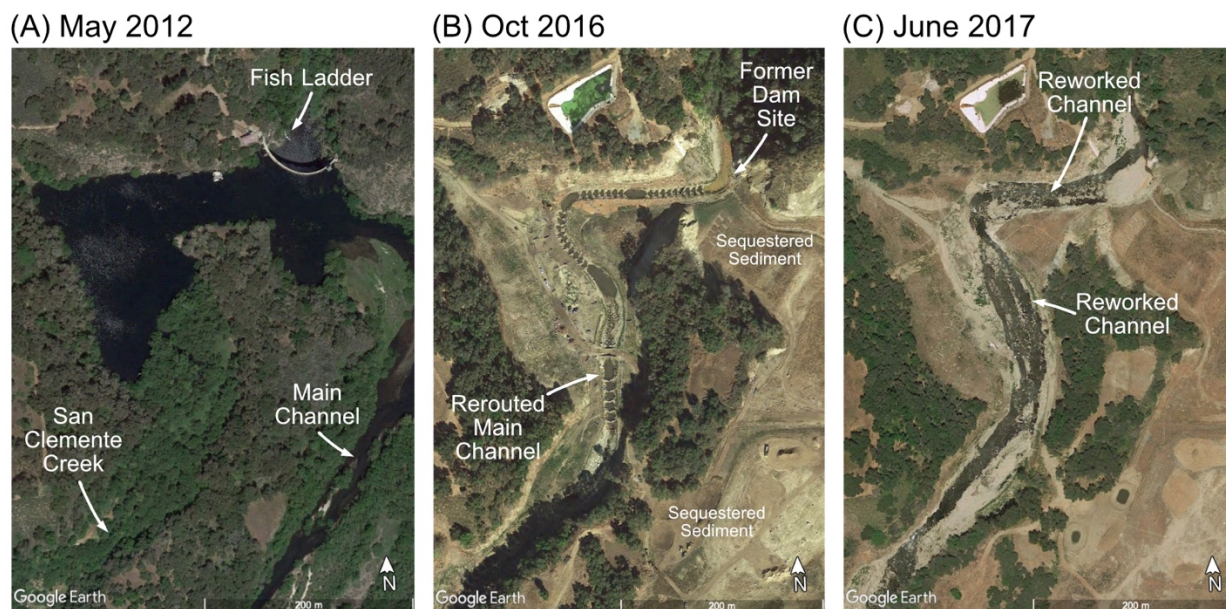 (A) May 2012
Fish Ladder
San
Clemente
Creek
Main
Channel
N
Google Earth
200 m
(B) Oct 2016
Former
Dam
Site
Sequestered
Sediment
Rerouted
Main
Channel
Sequestered
Sediment
N
Google Earth
200 m
(C) June 2017
Reworked
Channel
Reworked
Channel
N
Google Earth
200 m